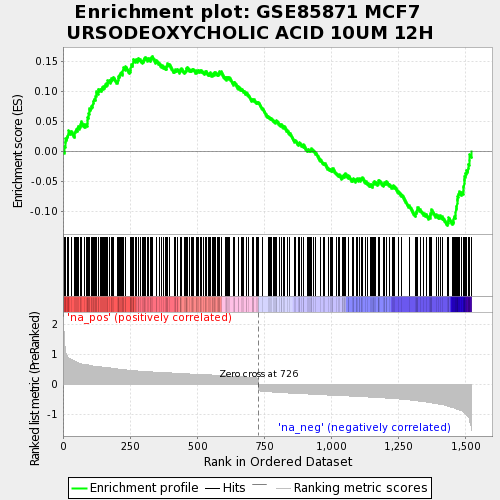 Enrichment plot: GSE85871 MCF7
URSODEOXYCHOLIC ACID 10UM 12H
Enrichment score (ES)
0.15
0.10
0.05
0.00
-0.05
-0.10
'na_pos' (positively correlated)
Ranked list metric (PreRanked)
2
1
0
-1
Zero cross at 726
'na_neg' (negatively correlated)
0
250
500
750
1,000
1,250
1,500
Rank in Ordered Dataset
Enrichment profile
Hits
Ranking metric scores